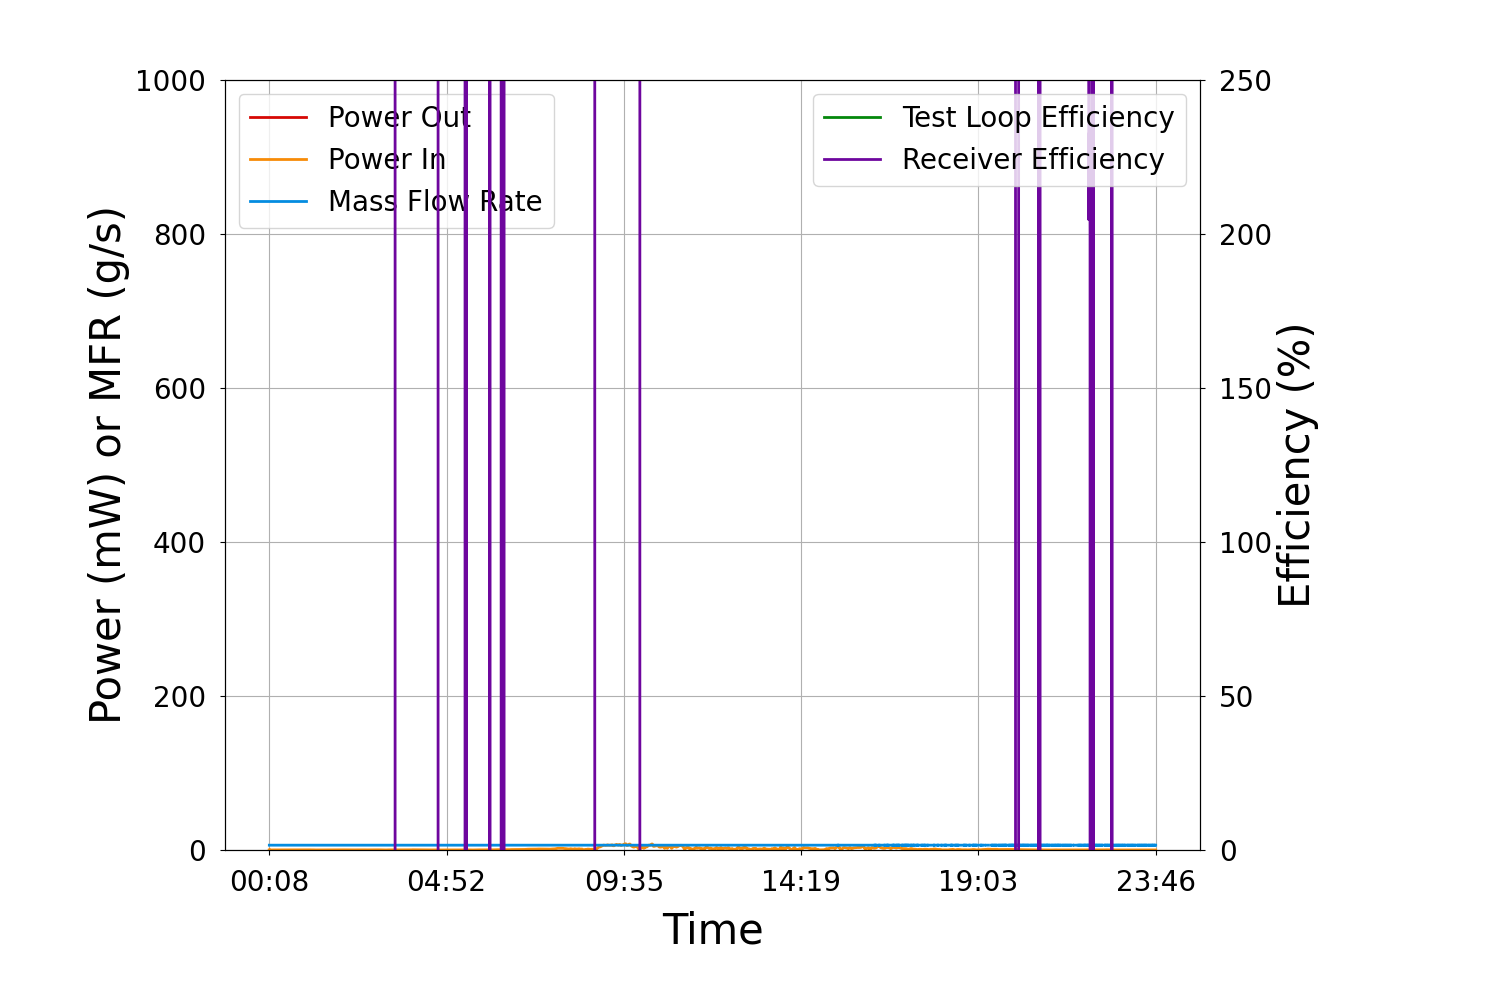 1000
800
600
400
200
0
Power (mW) or MFR (g/s)
Power Out
Power In
Mass Flow Rate
Test Loop Efficiency
Receiver Efficiency
250
200
150
100
50
0
Efficiency (%)
00:08 04:52 09:35 14:19 19:03 23:46
Time